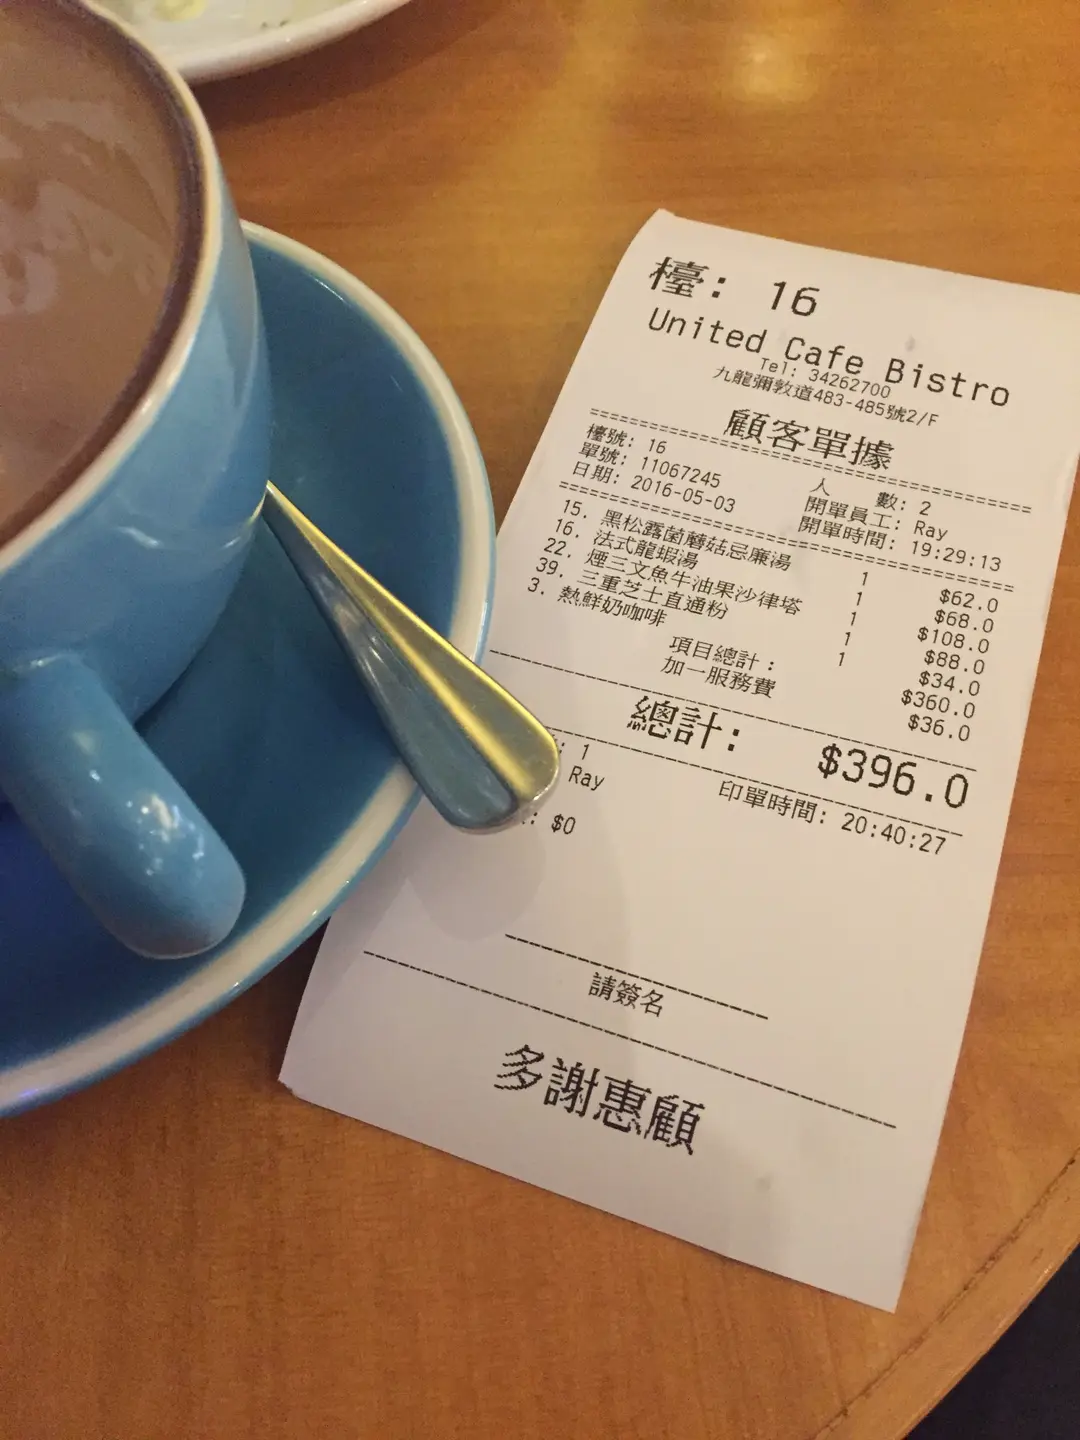 檯: 16
United Cafe Bistro
Tel: 34262700
九龍彌敦道483-485號2/F
顧客單據
檯號: 16 人 數: 2
單號: 11067245 開單員工: Ray
日期: 2016-05-03 開單時間: 19:29:13
15. 黑松露菌蘑菇忌廉湯 1 $62.0
16. 法式龍蝦湯 1 $68.0
22. 煙三文魚牛油果沙律塔 1 $108.0
39. 三重芝士直通粉 1 $88.0
3. 熱鮮奶咖啡 1 $34.0
項目總計: $360.0
加一服務費 $36.0
總計: $396.0
: 1 印單時間: 20:40:27
Ray
: $0
請簽名
多謝惠顧